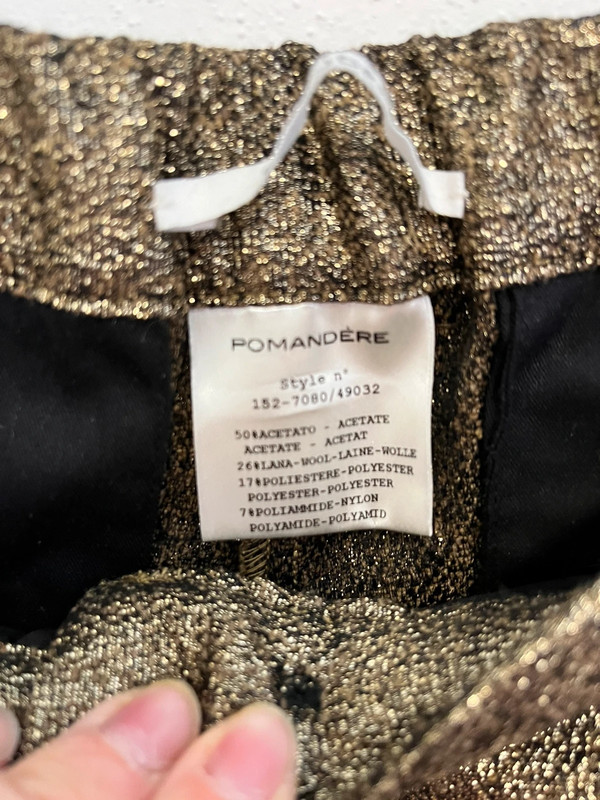 POMANDÈRE
Style n°
152-7080/49032
50%ACETATO - ACETATE
ACETATE - ACETAT
26%LANA-WOOL-LAINE-WOLLE
17%POLIESTERE-POLYESTER
POLYESTER-POLYESTER
7%POLIAMMIDE-NYLON
POLYAMIDE-POLYAMID